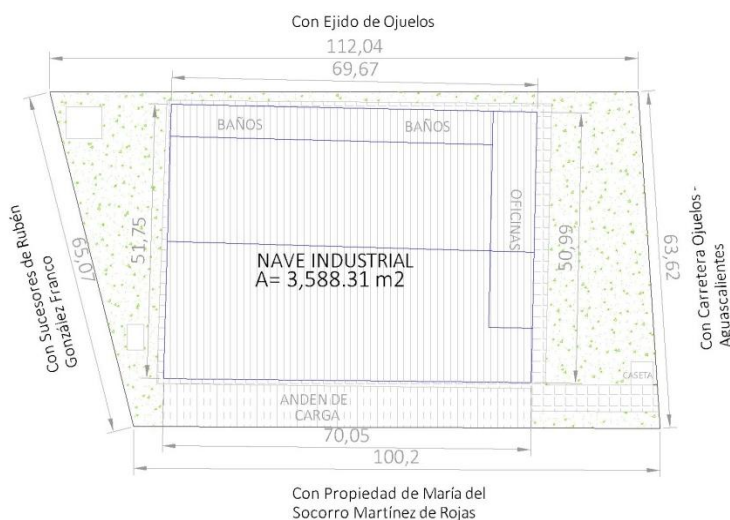 Con Ejido de Ojuelos
112,04
69,67
BAÑOS
BAÑOS
OFICINAS
51,75
50,99
65,07
63,62
Con Sucesores de Rubén
González Franco
Con Carretera Ojuelos -
Aguascalientes
NAVE INDUSTRIAL
A= 3,588.31 m2
CASETA
ANDEN DE
CARGA
70,05
100,2
Con Propiedad de María del
Socorro Martínez de Rojas